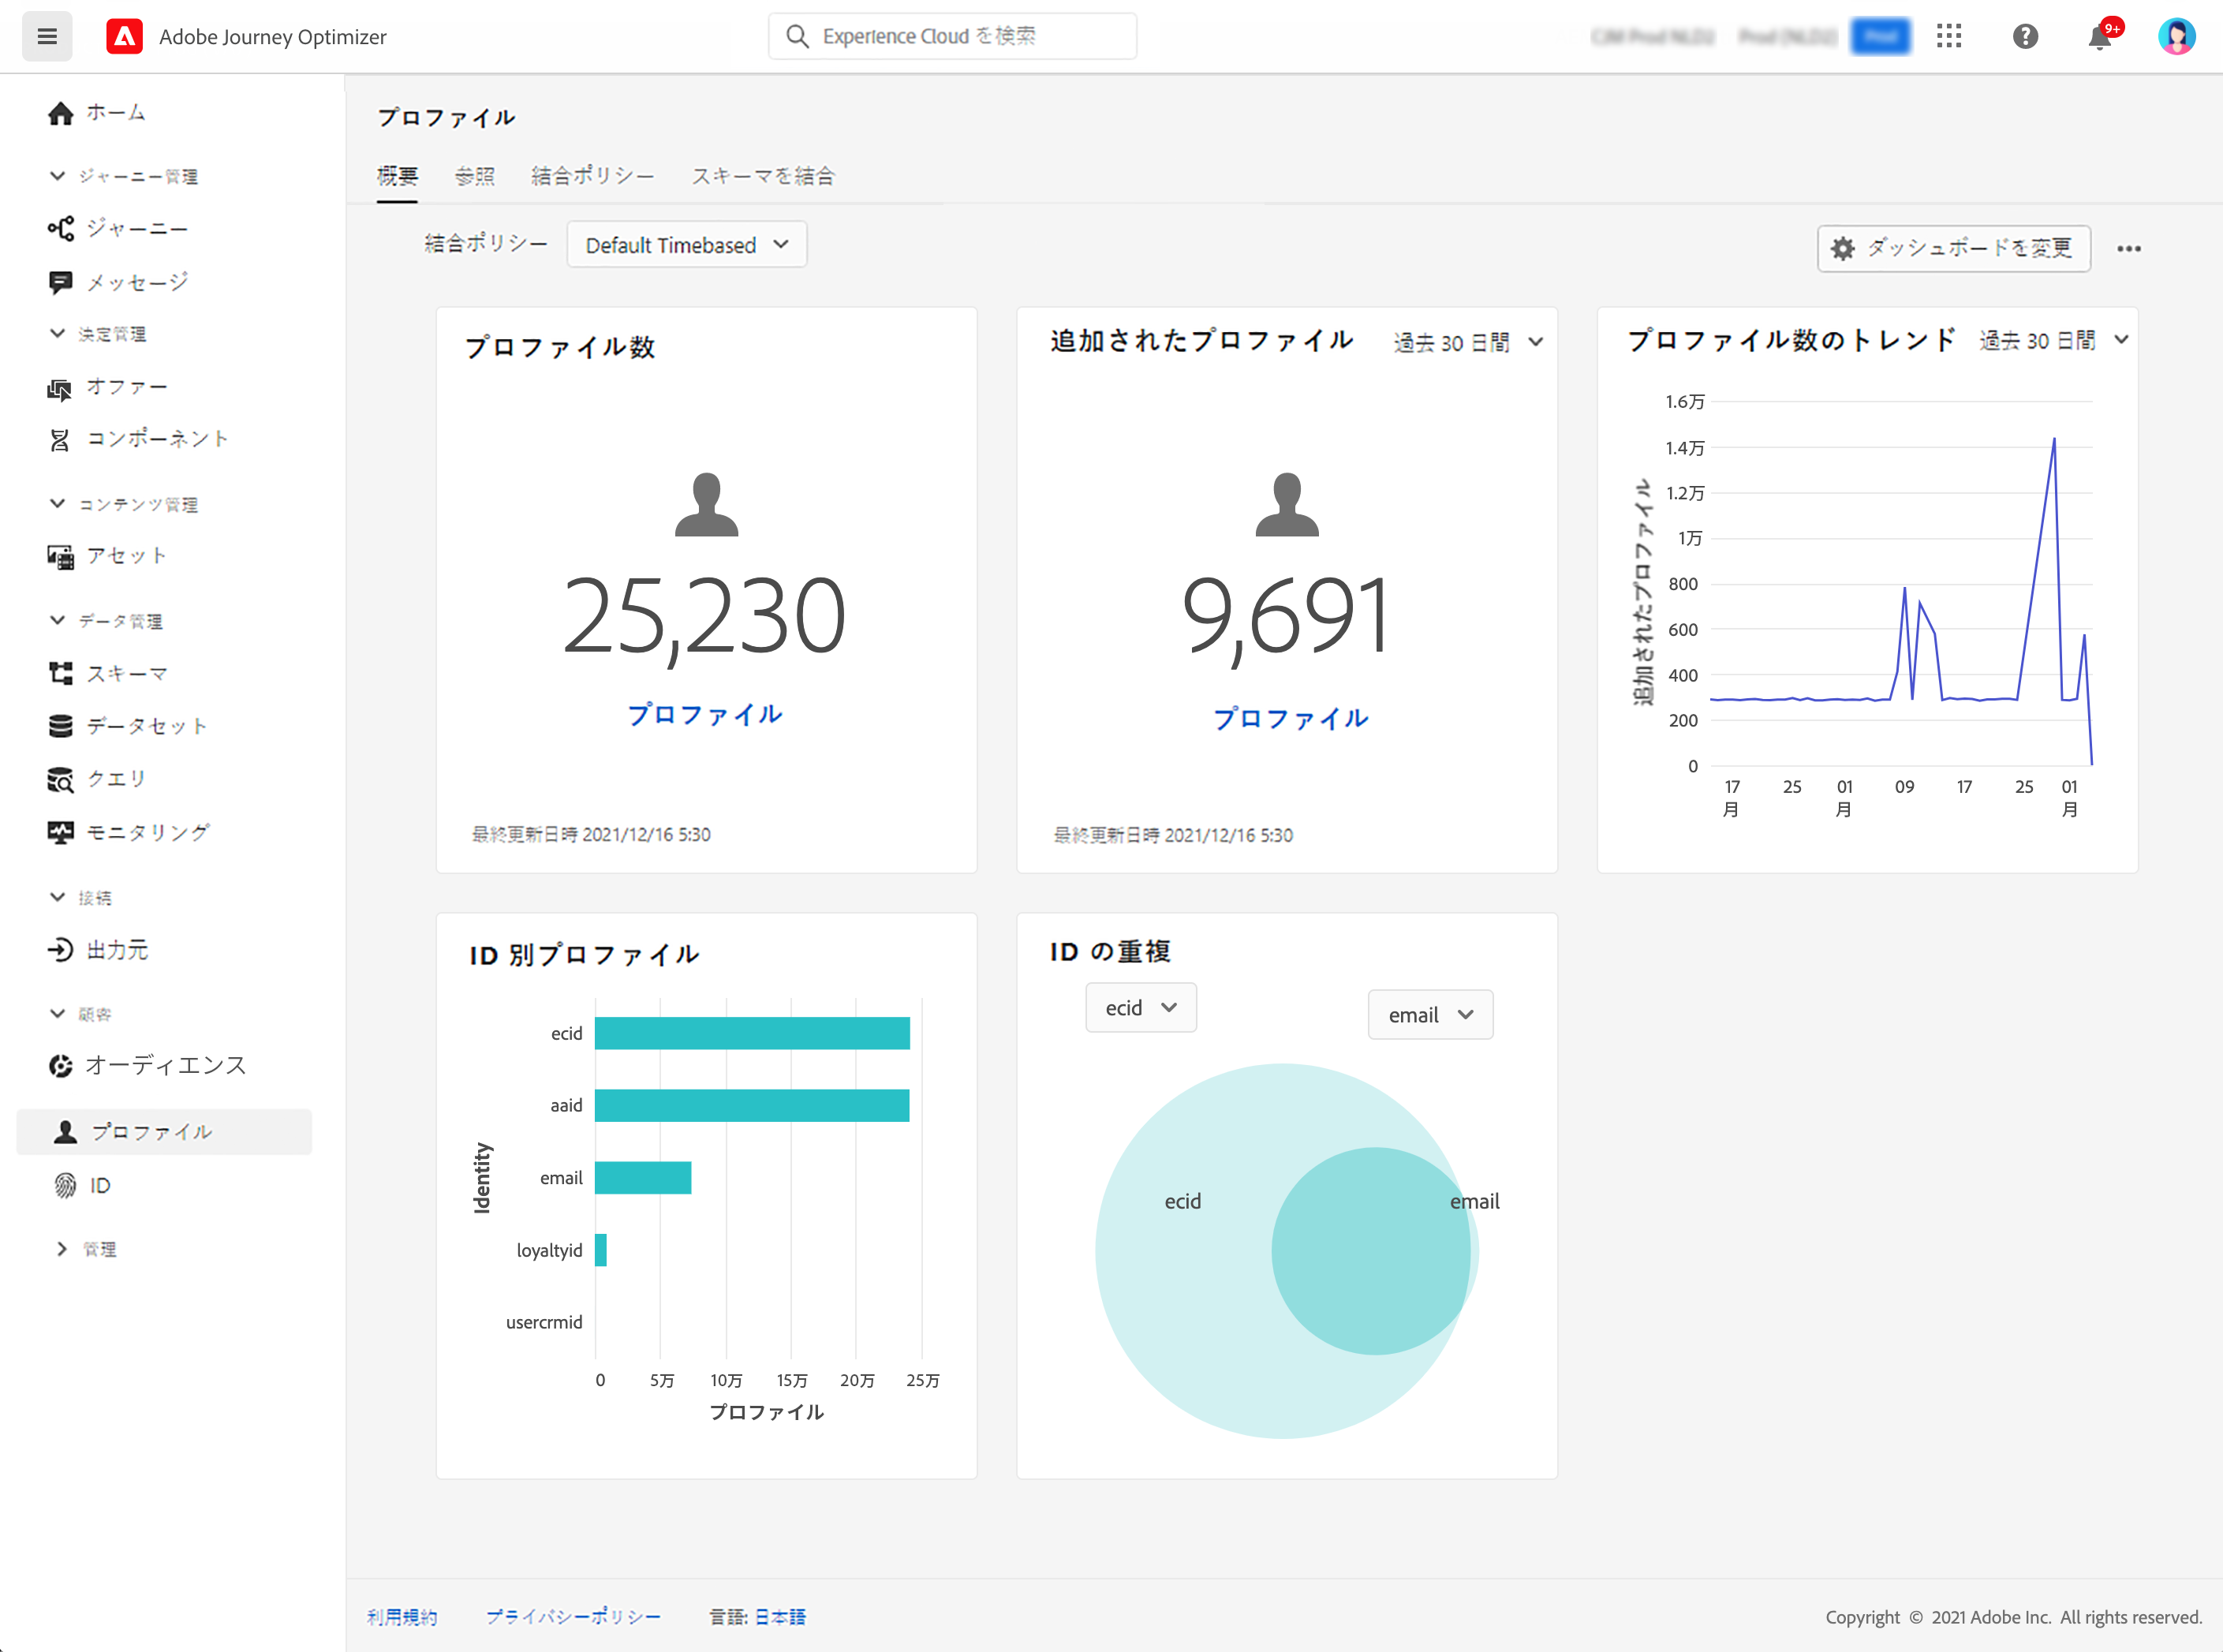 Adobe Journey Optimizer
Experience Cloud を検索
9+
ホーム
ジャーニー管理
ジャーニー
メッセージ
決定管理
オファー
コンポーネント
コンテンツ管理
アセット
データ管理
スキーマ
データセット
クエリ
モニタリング
接続
出力元
顧客
オーディエンス
プロファイル
ID
管理
プロファイル
概要 参照 結合ポリシー スキーマを結合
結合ポリシー Default Timebased
ダッシュボードを変更
プロファイル数
25,230
プロファイル
最終更新日時 2021/12/16 5:30
追加されたプロファイル 過去 30 日間
9,691
プロファイル
最終更新日時 2021/12/16 5:30
プロファイル数のトレンド 過去 30 日間
追加されたプロファイル
1.6万
1.4万
1.2万
1万
800
600
400
200
0
17 25 01 09 17 25 01
月 月 月
ID 別プロファイル
Identity
ecid
aaid
email
loyaltyid
usercrmid
0 5万 10万 15万 20万 25万
プロファイル
ID の重複
ecid
email
ecid
email
利用規約 プライバシーポリシー 言語: 日本語
Copyright © 2021 Adobe Inc. All rights reserved.